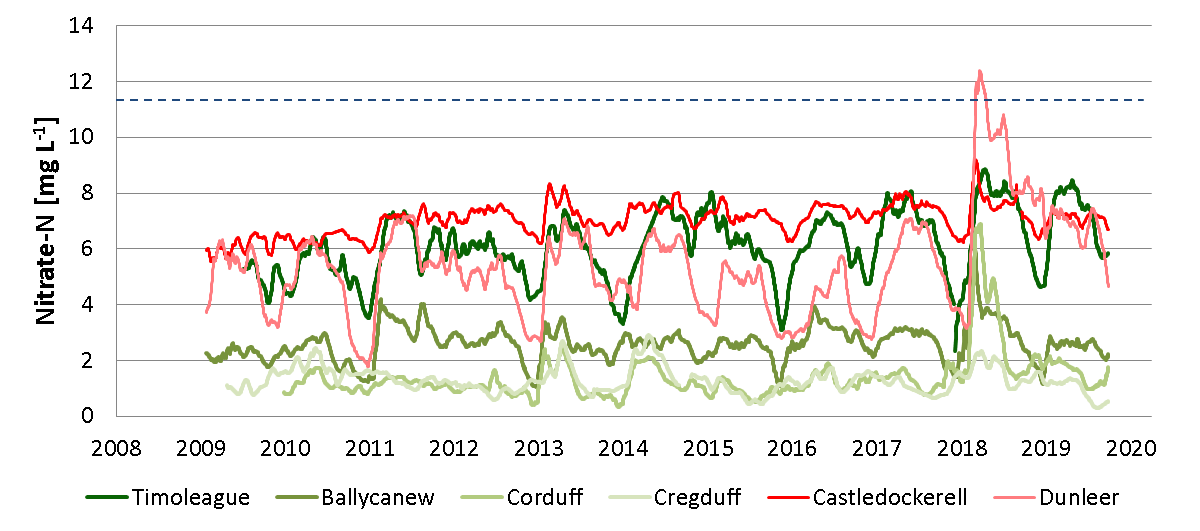 14
12
10
8
6
4
2
0
Nitrate-N [mg L-1]
2008 2009 2010 2011 2012 2013 2014 2015 2016 2017 2018 2019 2020
Timoleague Ballycanew Corduff Cregduff Castledockerell Dunleer